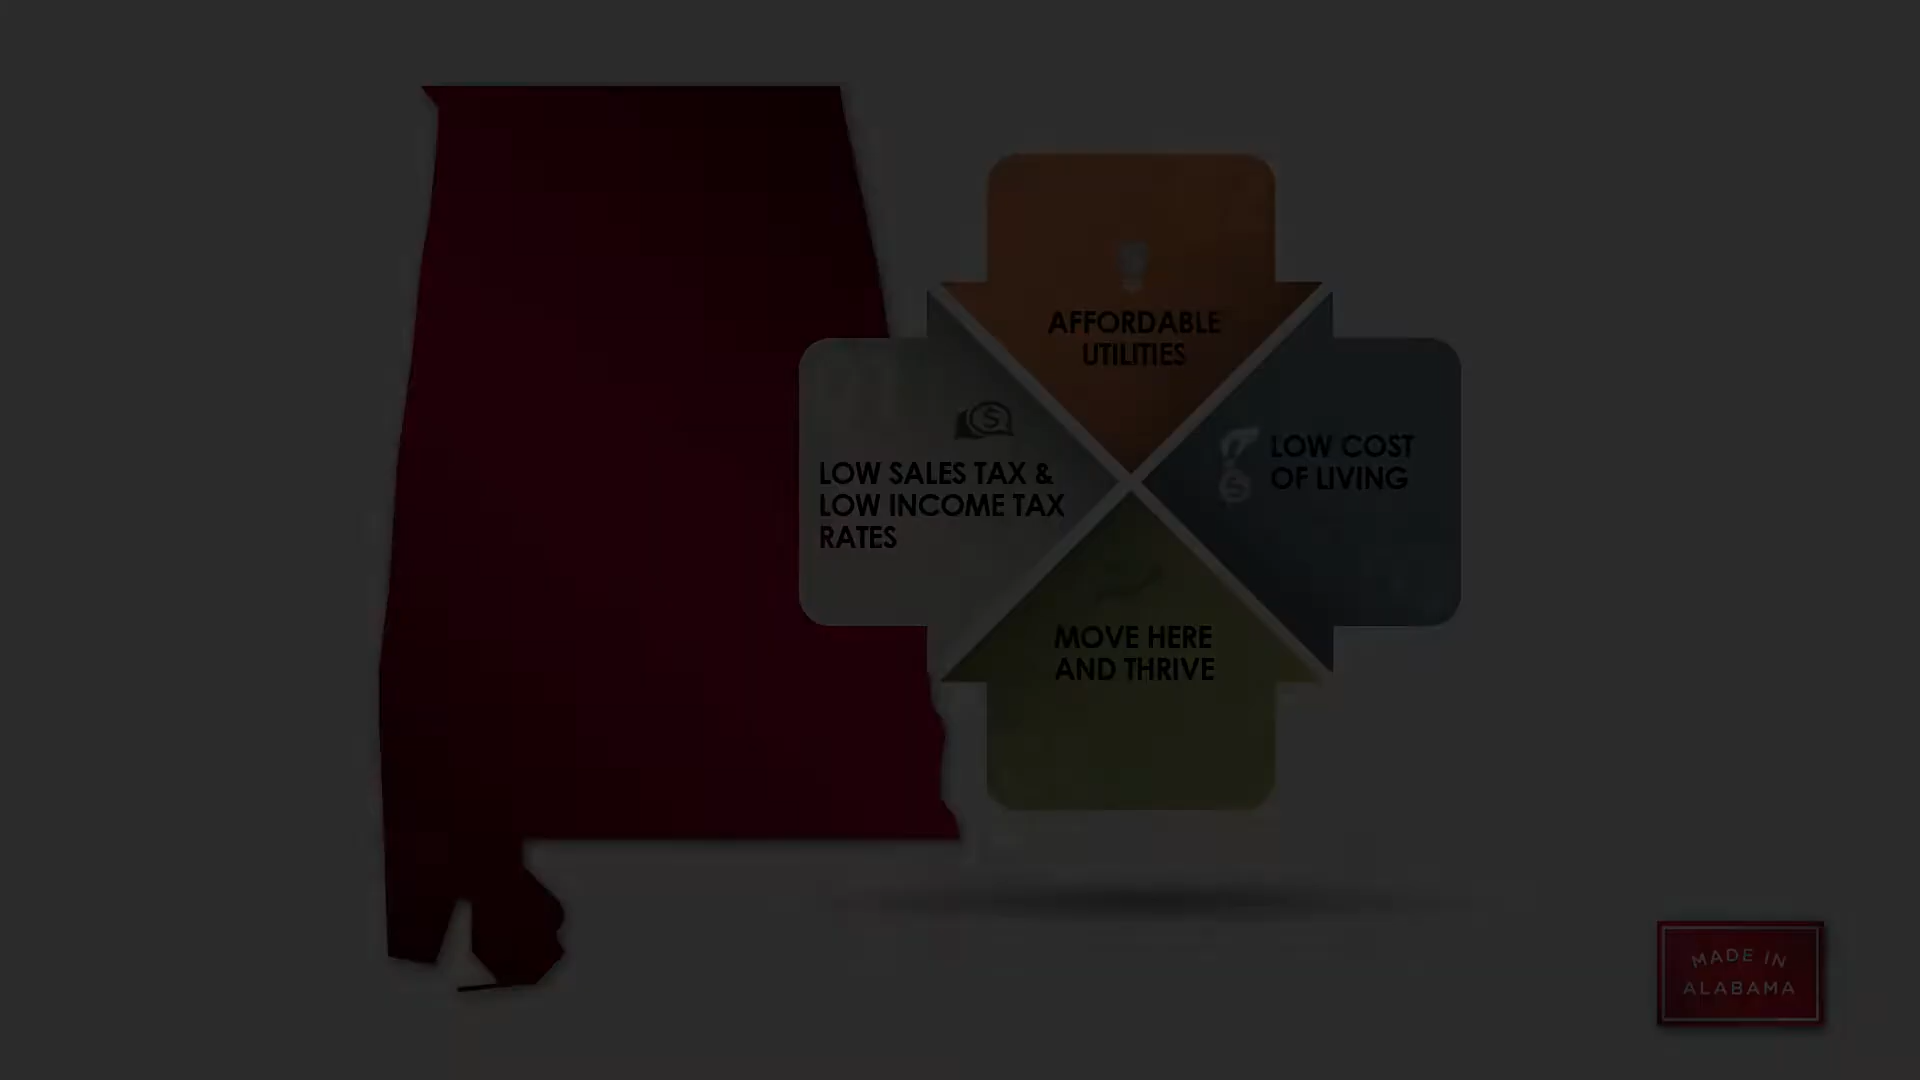 AFFORDABLE
UTILITIES
LOW SALES TAX &
LOW INCOME TAX
RATES
LOW COST
OF LIVING
MOVE HERE
AND THRIVE
MADE IN
ALABAMA